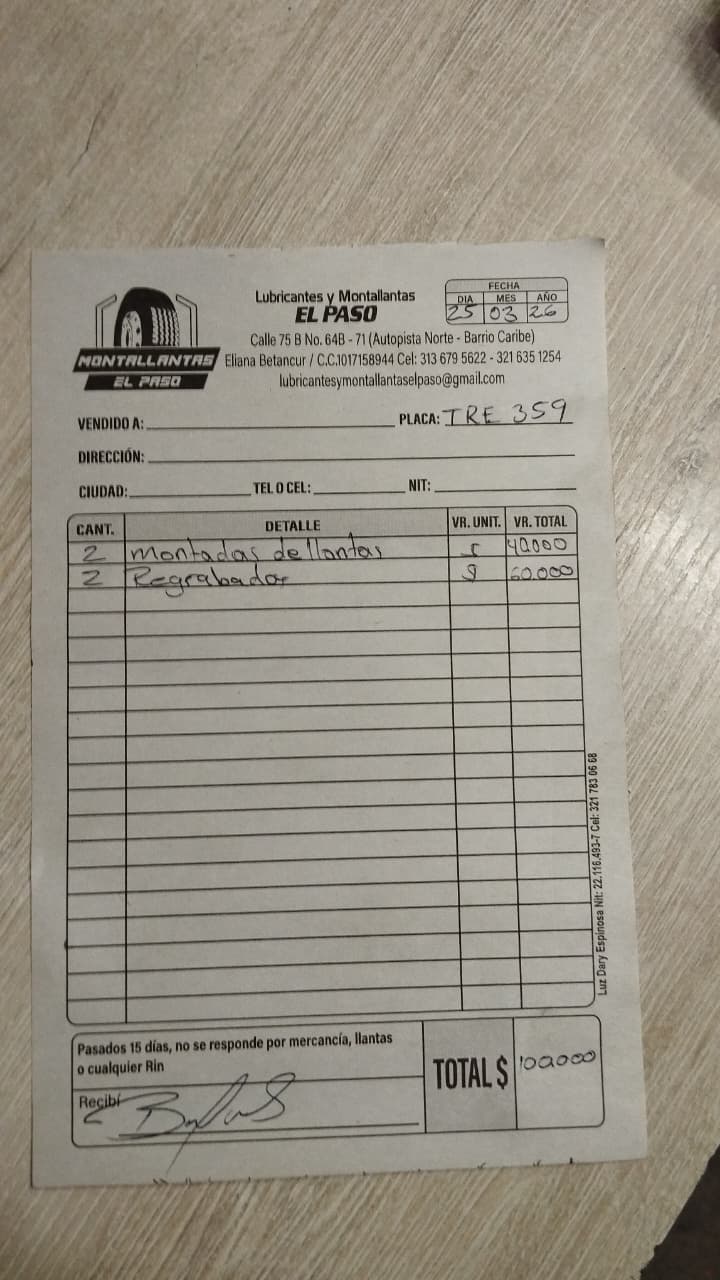 MONTALLANTAS
EL PASO
Lubricantes y Montallantas
EL PASO
Calle 75 B No. 64B - 71 (Autopista Norte - Barrio Caribe)
Eliana Betancur / C.C.1017158944 Cel: 313 679 5622 - 321 635 1254
lubricantesymontallantaselpaso@gmail.com
FECHA
DIA MES AÑO
25 03 26
VENDIDO A: PLACA: TRE 359
DIRECCIÓN:
CIUDAD: TEL O CEL: NIT:
CANT. DETALLE VR. UNIT. VR. TOTAL
2 montadas de llantas 40.000
2 Regrabador 60.000
Luz Dary Espinosa Nit: 22.116.493-7 Cel: 321 783 06 68
Pasados 15 días, no se responde por mercancía, llantas
o cualquier Rin
TOTAL $ 100.000
Recibí